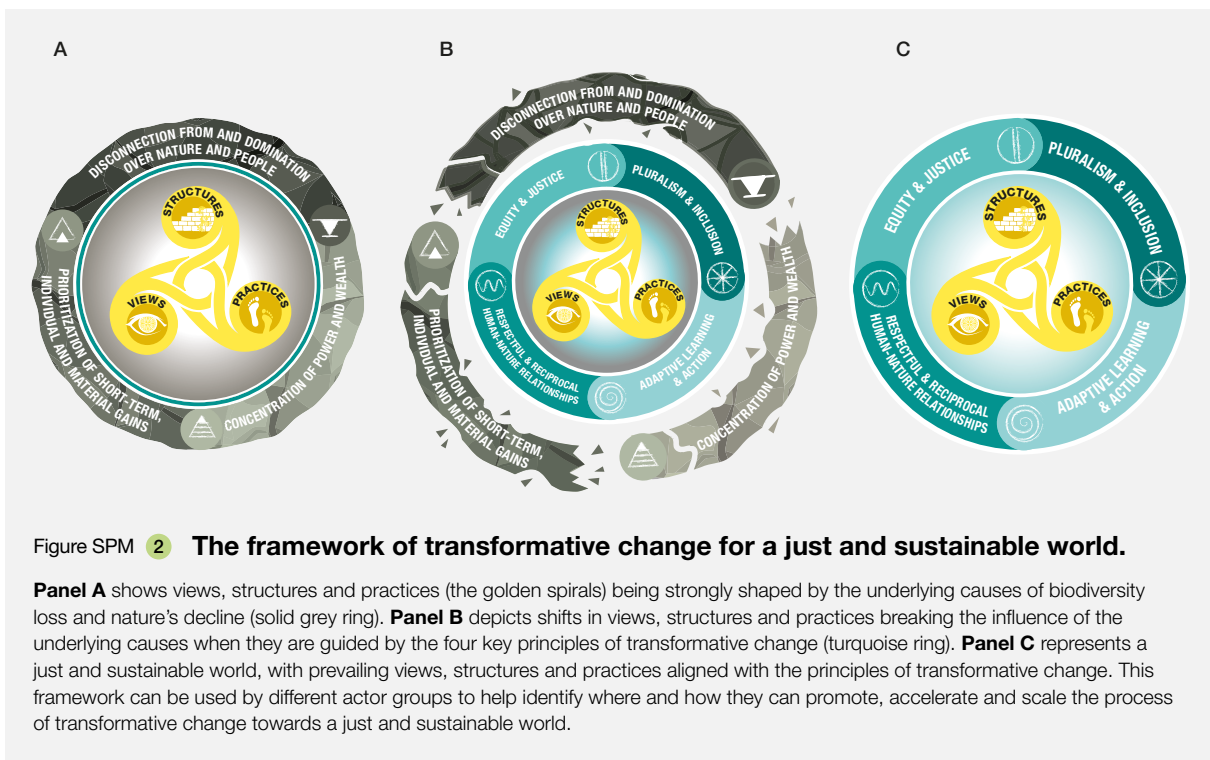 A
B
C
DISCONNECTION FROM AND DOMINATION
OVER NATURE AND PEOPLE
STRUCTURES
VIEWS
PRACTICES
PRIORITIZATION OF SHORT-TERM,
INDIVIDUAL AND MATERIAL GAINS
CONCENTRATION OF POWER AND WEALTH
DISCONNECTION FROM AND DOMINATION
OVER NATURE AND PEOPLE
EQUITY & JUSTICE
PLURALISM & INCLUSION
STRUCTURES
VIEWS
PRACTICES
RESPECTFUL & RECIPROCAL
HUMAN-NATURE RELATIONSHIPS
ADAPTIVE LEARNING
& ACTION
PRIORITIZATION OF SHORT-TERM,
INDIVIDUAL AND MATERIAL GAINS
CONCENTRATION OF POWER AND WEALTH
EQUITY & JUSTICE
PLURALISM & INCLUSION
STRUCTURES
VIEWS
PRACTICES
RESPECTFUL & RECIPROCAL
HUMAN-NATURE RELATIONSHIPS
ADAPTIVE LEARNING
& ACTION
Figure SPM 2 The framework of transformative change for a just and sustainable world.
Panel A shows views, structures and practices (the golden spirals) being strongly shaped by the underlying causes of biodiversity
loss and nature's decline (solid grey ring). Panel B depicts shifts in views, structures and practices breaking the influence of the
underlying causes when they are guided by the four key principles of transformative change (turquoise ring). Panel C represents a
just and sustainable world, with prevailing views, structures and practices aligned with the principles of transformative change. This
framework can be used by different actor groups to help identify where and how they can promote, accelerate and scale the process
of transformative change towards a just and sustainable world.